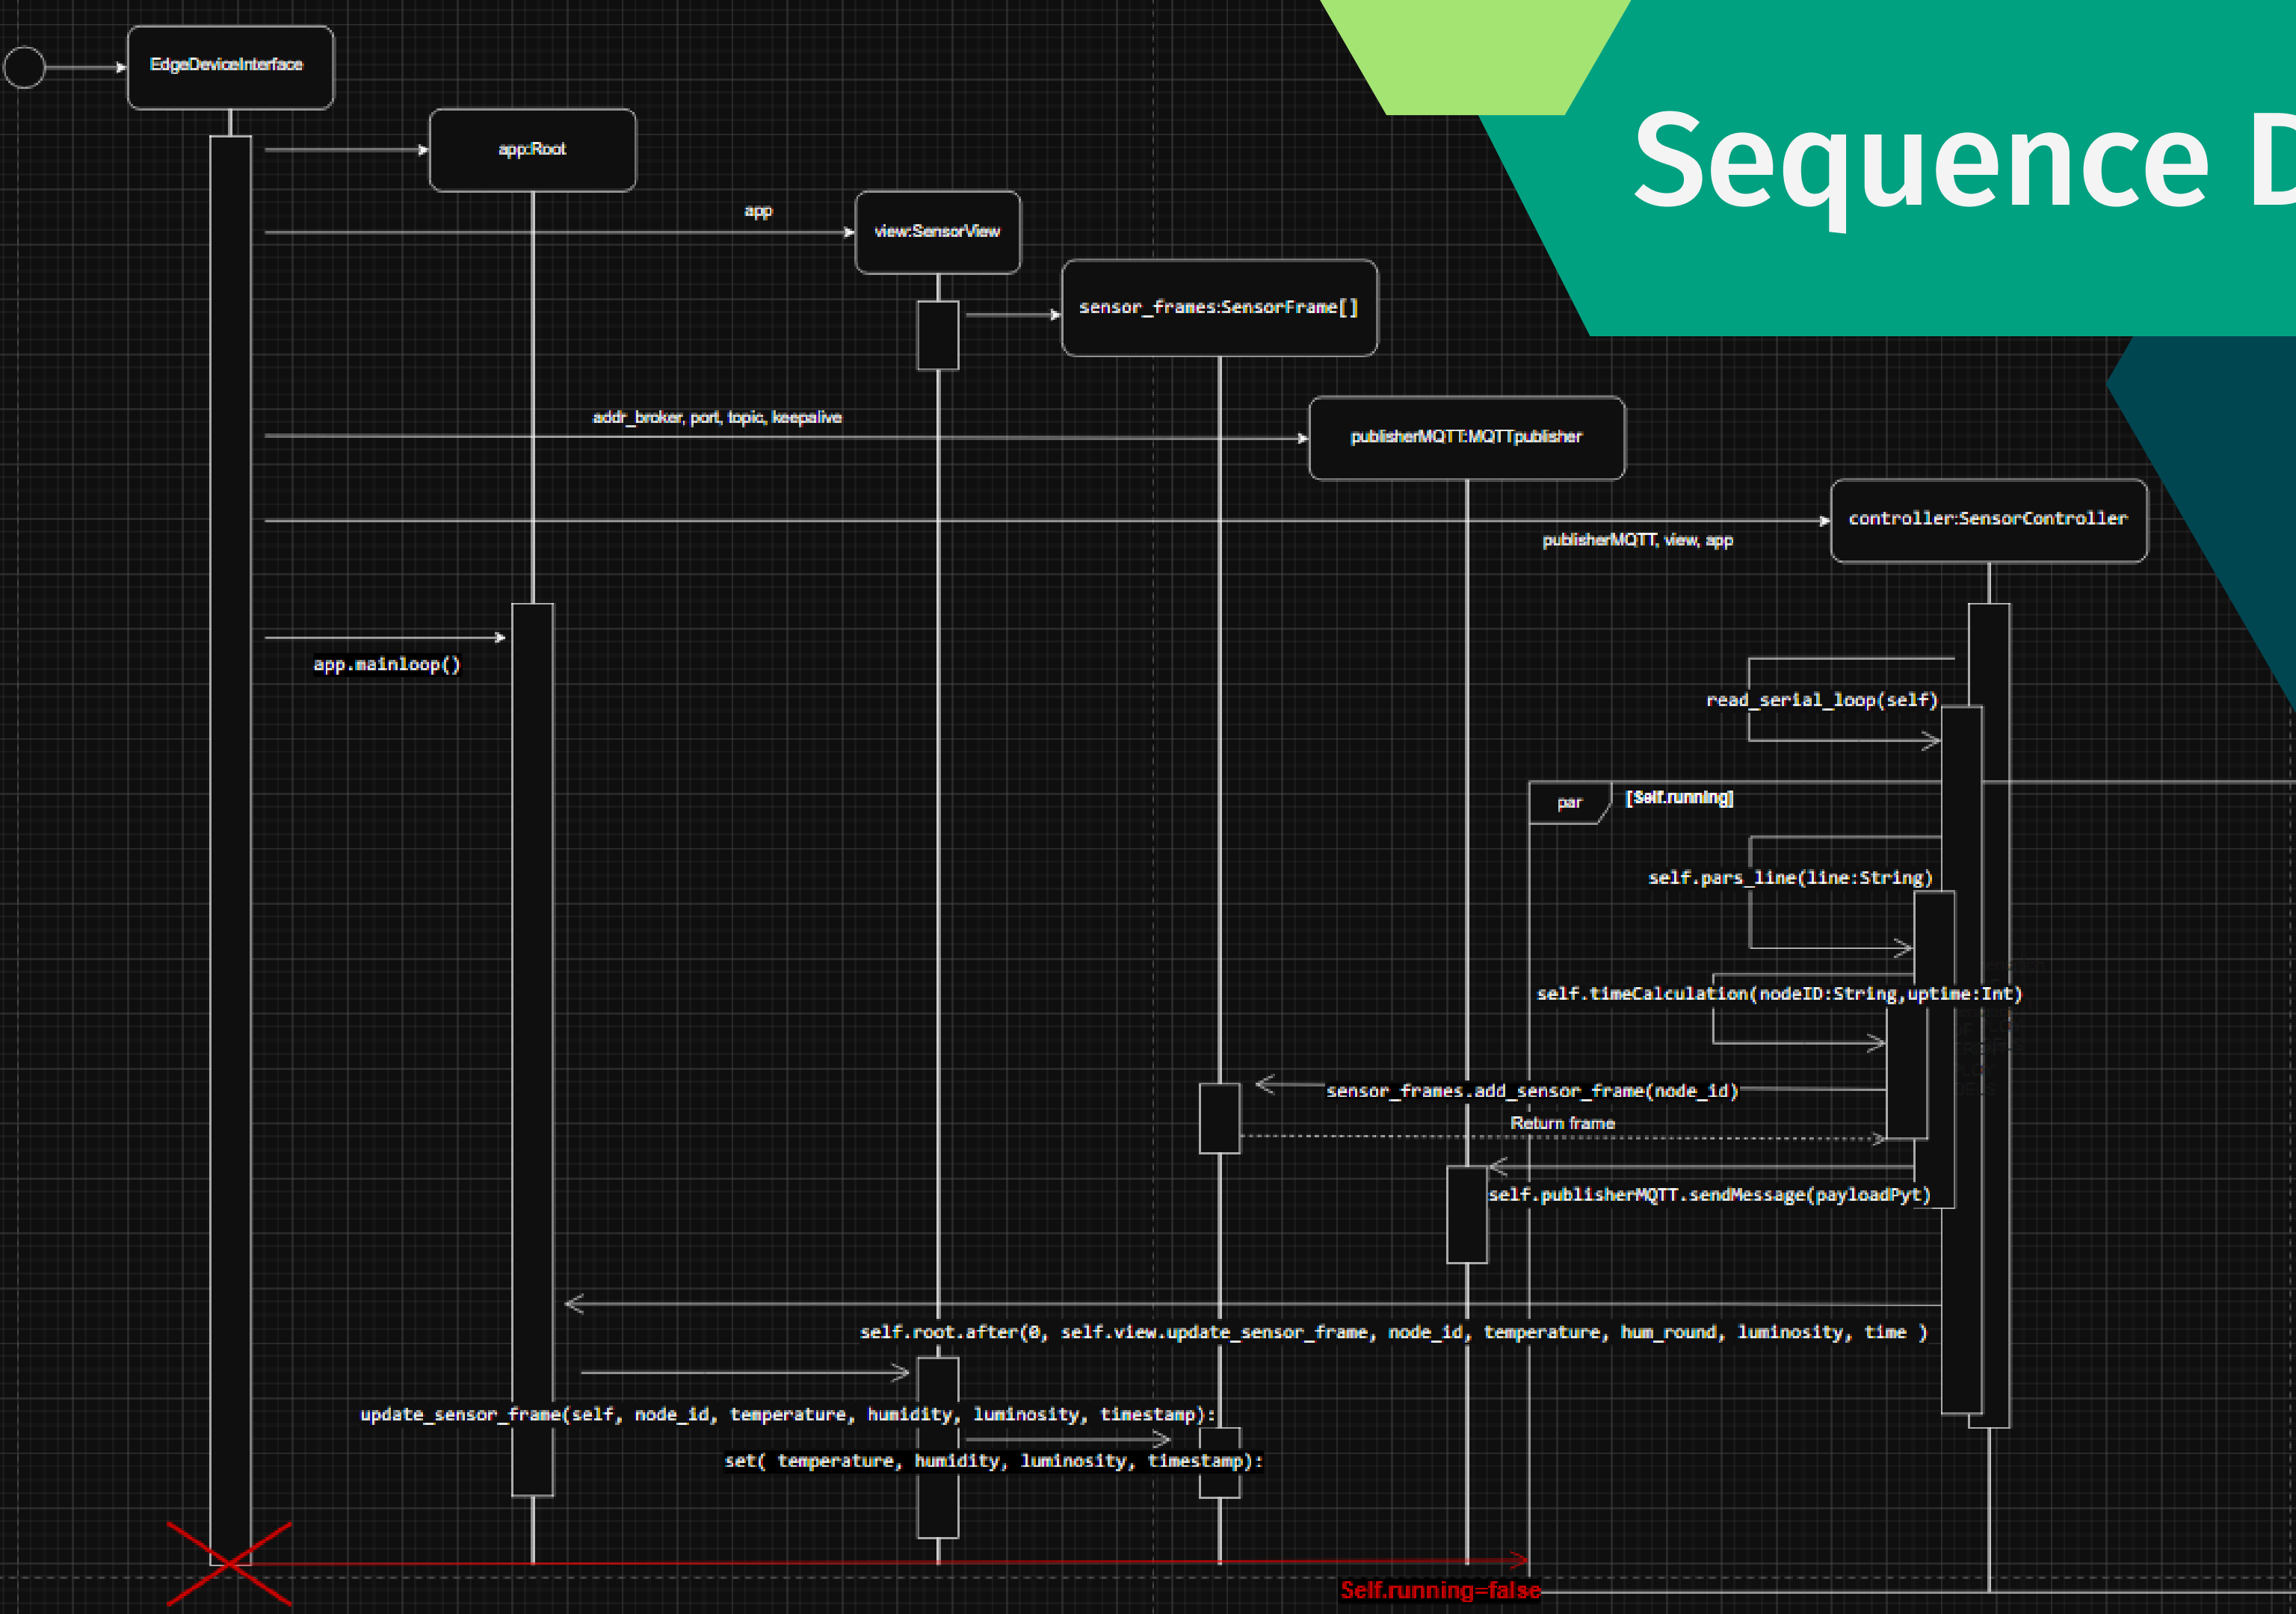 Sequence D
EdgeDeviceInterface
app:Root
app
view:SensorView
sensor_frames:SensorFrame[]
addr_broker, port, topic, keepalive
publisherMQTT:MQTTpublisher
controller:SensorController
publisherMQTT, view, app
app.mainloop()
read_serial_loop(self)
par
[Self.running]
self.pars_line(line:String)
self.timeCalculation(nodeID:String,uptime:Int)
sensor_frames.add_sensor_frame(node_id)
Return frame
self.publisherMQTT.sendMessage(payloadPyt)
self.root.after(0, self.view.update_sensor_frame, node_id, temperature, hum_round, luminosity, time )
update_sensor_frame(self, node_id, temperature, humidity, luminosity, timestamp):
set( temperature, humidity, luminosity, timestamp):
Self.running=false